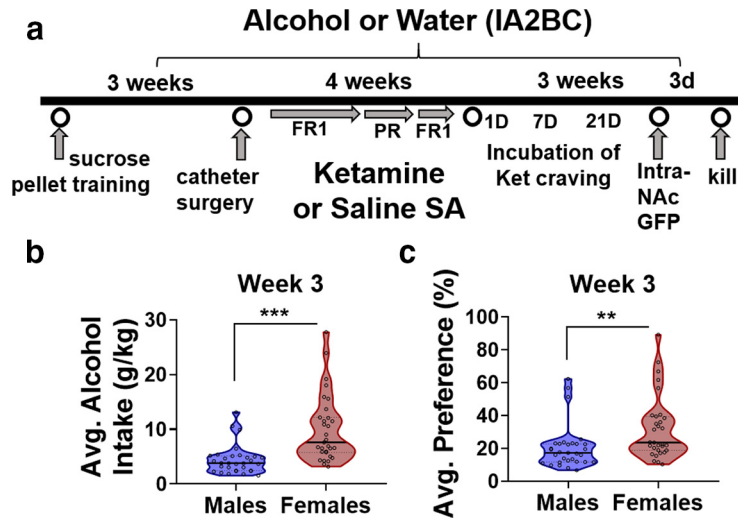 a
Alcohol or Water (IA2BC)
3 weeks 4 weeks 3 weeks 3d
FR1 PR FR1 1D 7D 21D
sucrose
pellet training
catheter
surgery
Ketamine
or Saline SA
Incubation of
Ket craving
Intra-
NAc
GFP
kill
b
Week 3
***
Avg. Alcohol
Intake (g/kg)
30
20
10
0
Males Females
c
Week 3
**
Avg. Preference (%)
100
80
60
40
20
0
Males Females